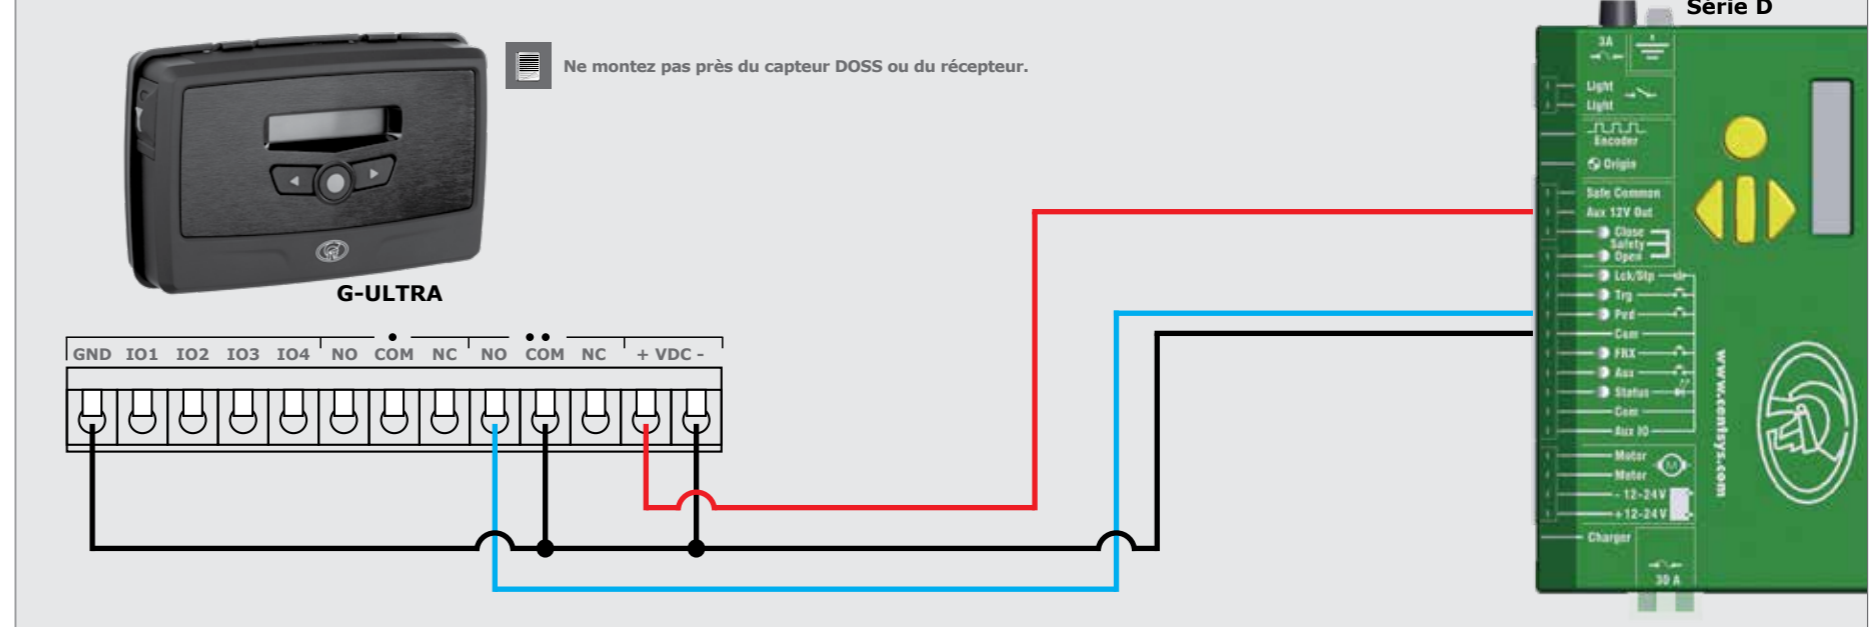 Série D
Ne montez pas près du capteur DOSS ou du récepteur.
G-ULTRA
GND IO1 IO2 IO3 IO4 NO COM NC NO COM NC + VDC -
3A
Light
Light
Encoder
Origin
Safe Common
Aux 12V Out
Close
Safety
Open
Lck/Stp
Trg
Ped
Com
FRX
Aux
Status
Com
Aux IO
Motor
M
Motor
- 12-24V
+12-24V
Charger
30 A
www.centsys.com